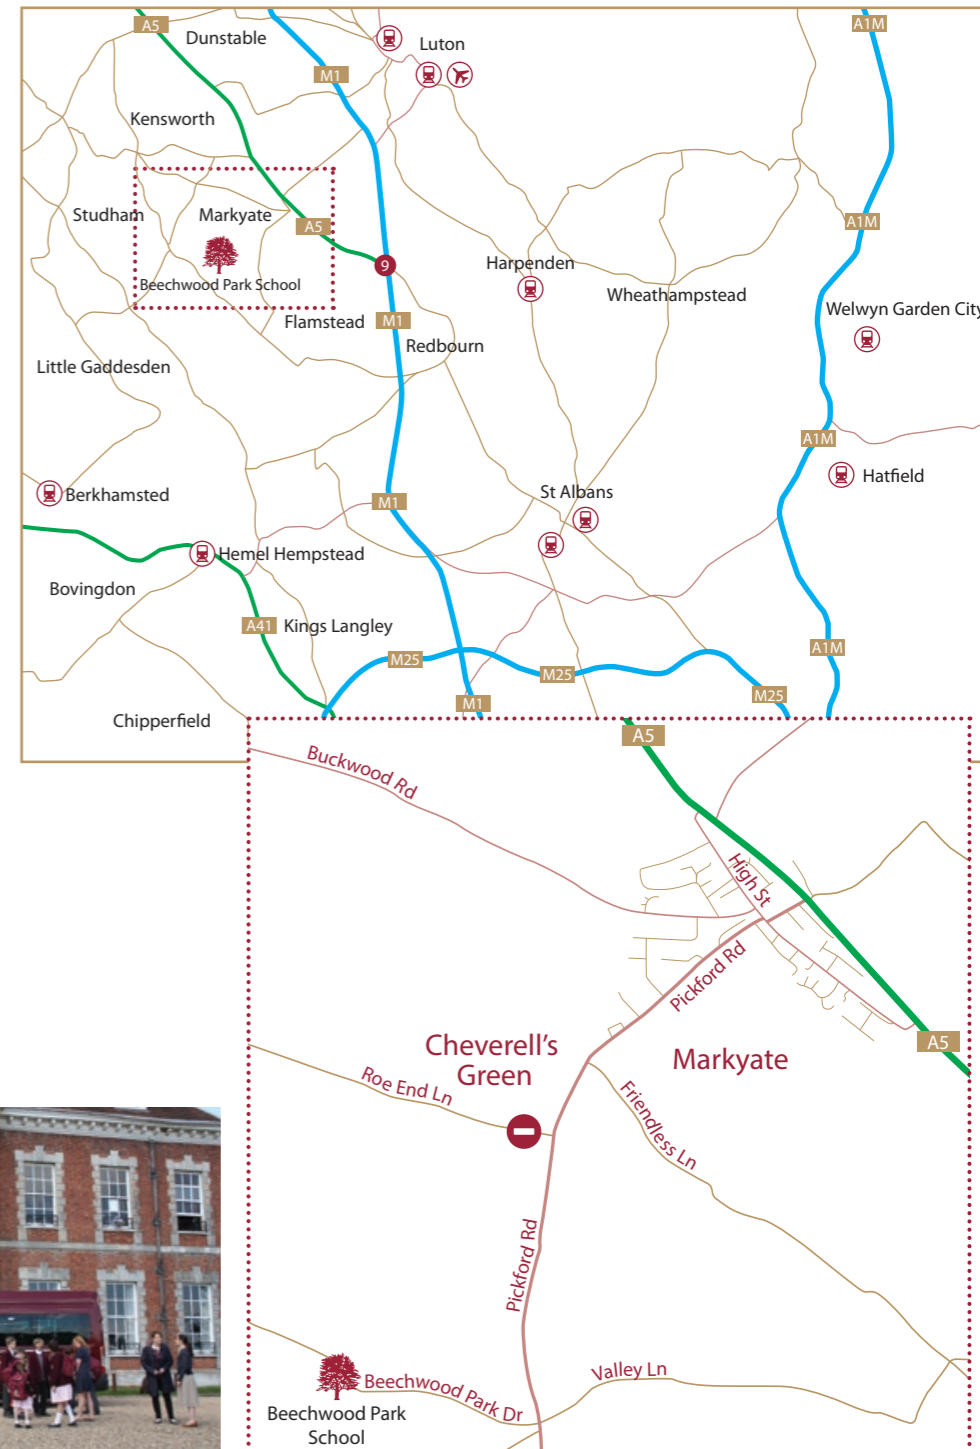 A5
Dunstable
M1
Luton
A1M
Kensworth
Studham
Markyate
A5
A1M
Beechwood Park School
9
Harpenden
Wheathampstead
Welwyn Garden City
Flamstead
M1
Redbourn
Little Gaddesden
A1M
Berkhamsted
M1
St Albans
Hatfield
Hemel Hempstead
Bovingdon
A41
Kings Langley
M25
M25
A1M
M25
M1
Chipperfield
A5
Buckwood Rd
High St
Pickford Rd
Cheverell's
Green
Markyate
A5
Roe End Ln
Friendless Ln
Pickford Rd
Valley Ln
Beechwood Park Dr
Beechwood Park
School